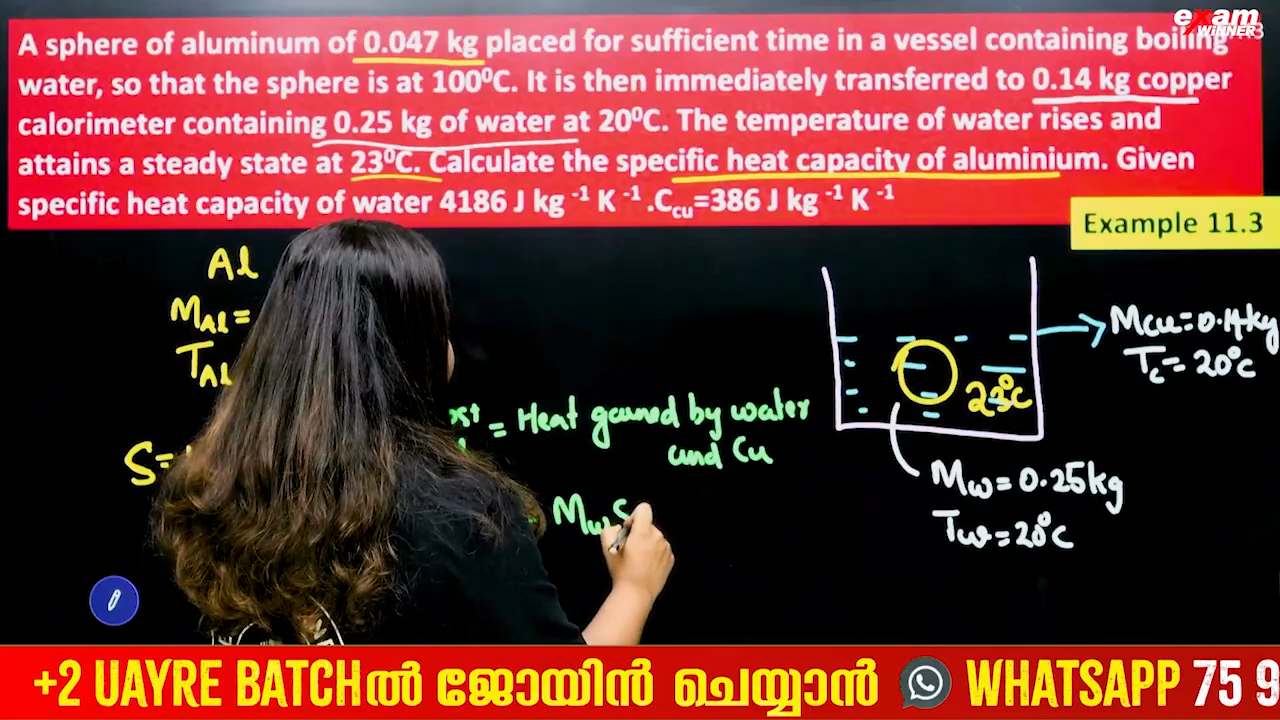 exam
WiNNER
A sphere of aluminum of 0.047 kg placed for sufficient time in a vessel containing boiling
water, so that the sphere is at 100⁰C. It is then immediately transferred to 0.14 kg copper
calorimeter containing 0.25 kg of water at 20⁰C. The temperature of water rises and
attains a steady state at 23⁰C. Calculate the specific heat capacity of aluminium. Given
specific heat capacity of water 4186 J kg ⁻¹ K ⁻¹ .Ccu=386 J kg ⁻¹ K ⁻¹
Example 11.3
Al
MAl =
TAl
S=
= Heat gained by water
and Cu
Mw S
23°C
Mcu = 0.14kg
Tc = 20°C
Mw = 0.25kg
Tw = 20°C
+2 UAYRE BATCHൽ ജോയിൻ ചെയ്യാൻ WHATSAPP 75 9